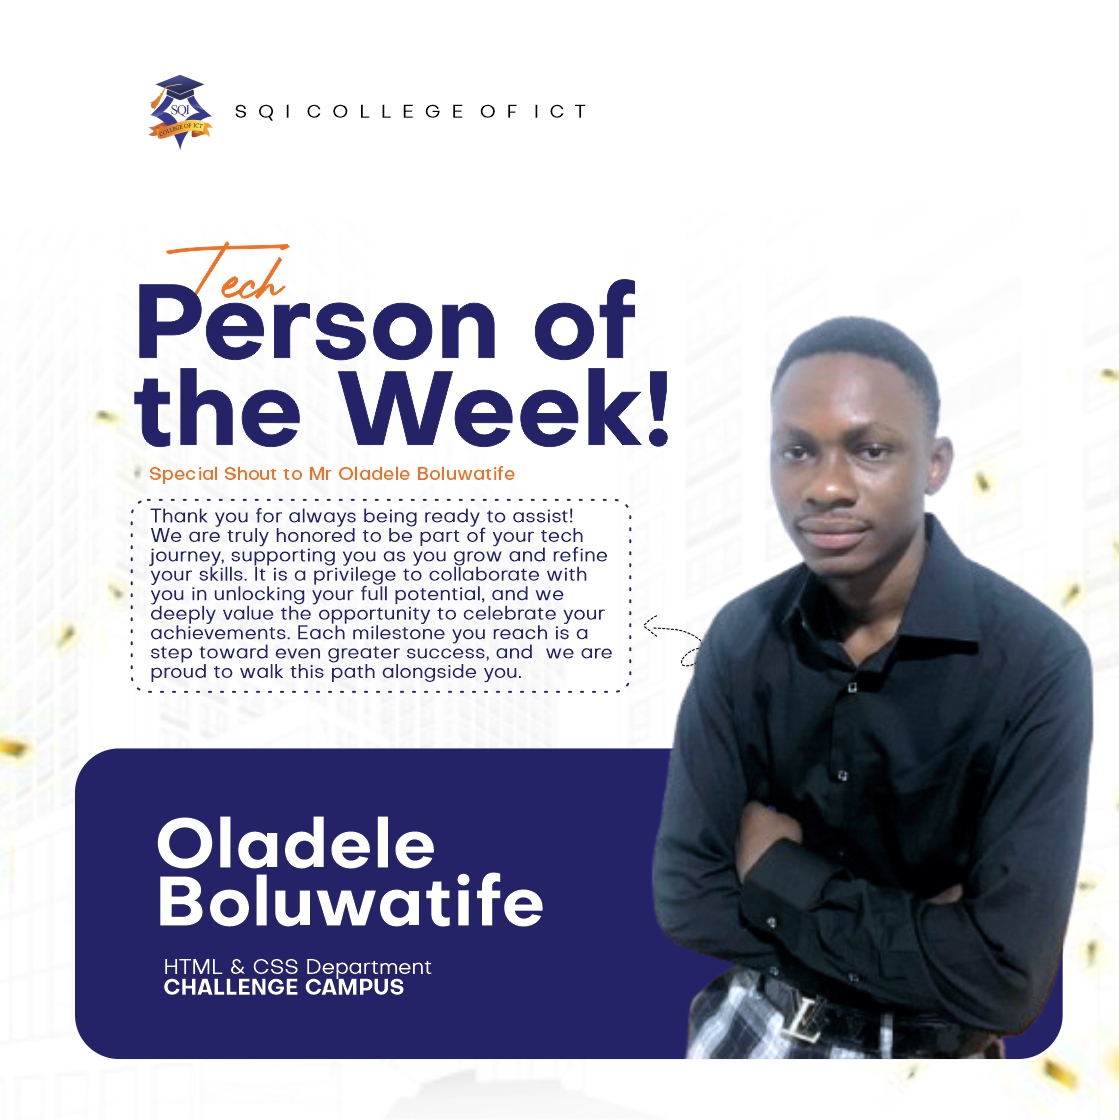 SQI
COLLEGE OF ICT
SQI COLLEGE OF ICT
Tech
Person of
the Week!
Special Shout to Mr Oladele Boluwatife
Thank you for always being ready to assist!
We are truly honored to be part of your tech
journey, supporting you as you grow and refine
your skills. It is a privilege to collaborate with
you in unlocking your full potential, and we
deeply value the opportunity to celebrate your
achievements. Each milestone you reach is a
step toward even greater success, and  we are
proud to walk this path alongside you.
Oladele
Boluwatife
HTML & CSS Department
CHALLENGE CAMPUS